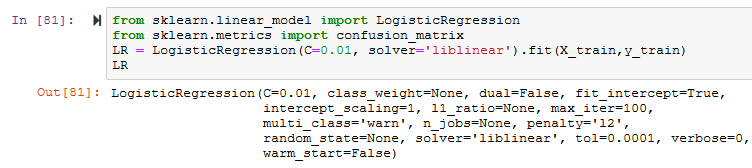 In [81]: from sklearn.linear_model import LogisticRegression
from sklearn.metrics import confusion_matrix
LR = LogisticRegression(C=0.01, solver='liblinear').fit(X_train,y_train)
LR
Out[81]: LogisticRegression(C=0.01, class_weight=None, dual=False, fit_intercept=True,
intercept_scaling=1, l1_ratio=None, max_iter=100,
multi_class='warn', n_jobs=None, penalty='l2',
random_state=None, solver='liblinear', tol=0.0001, verbose=0,
warm_start=False)